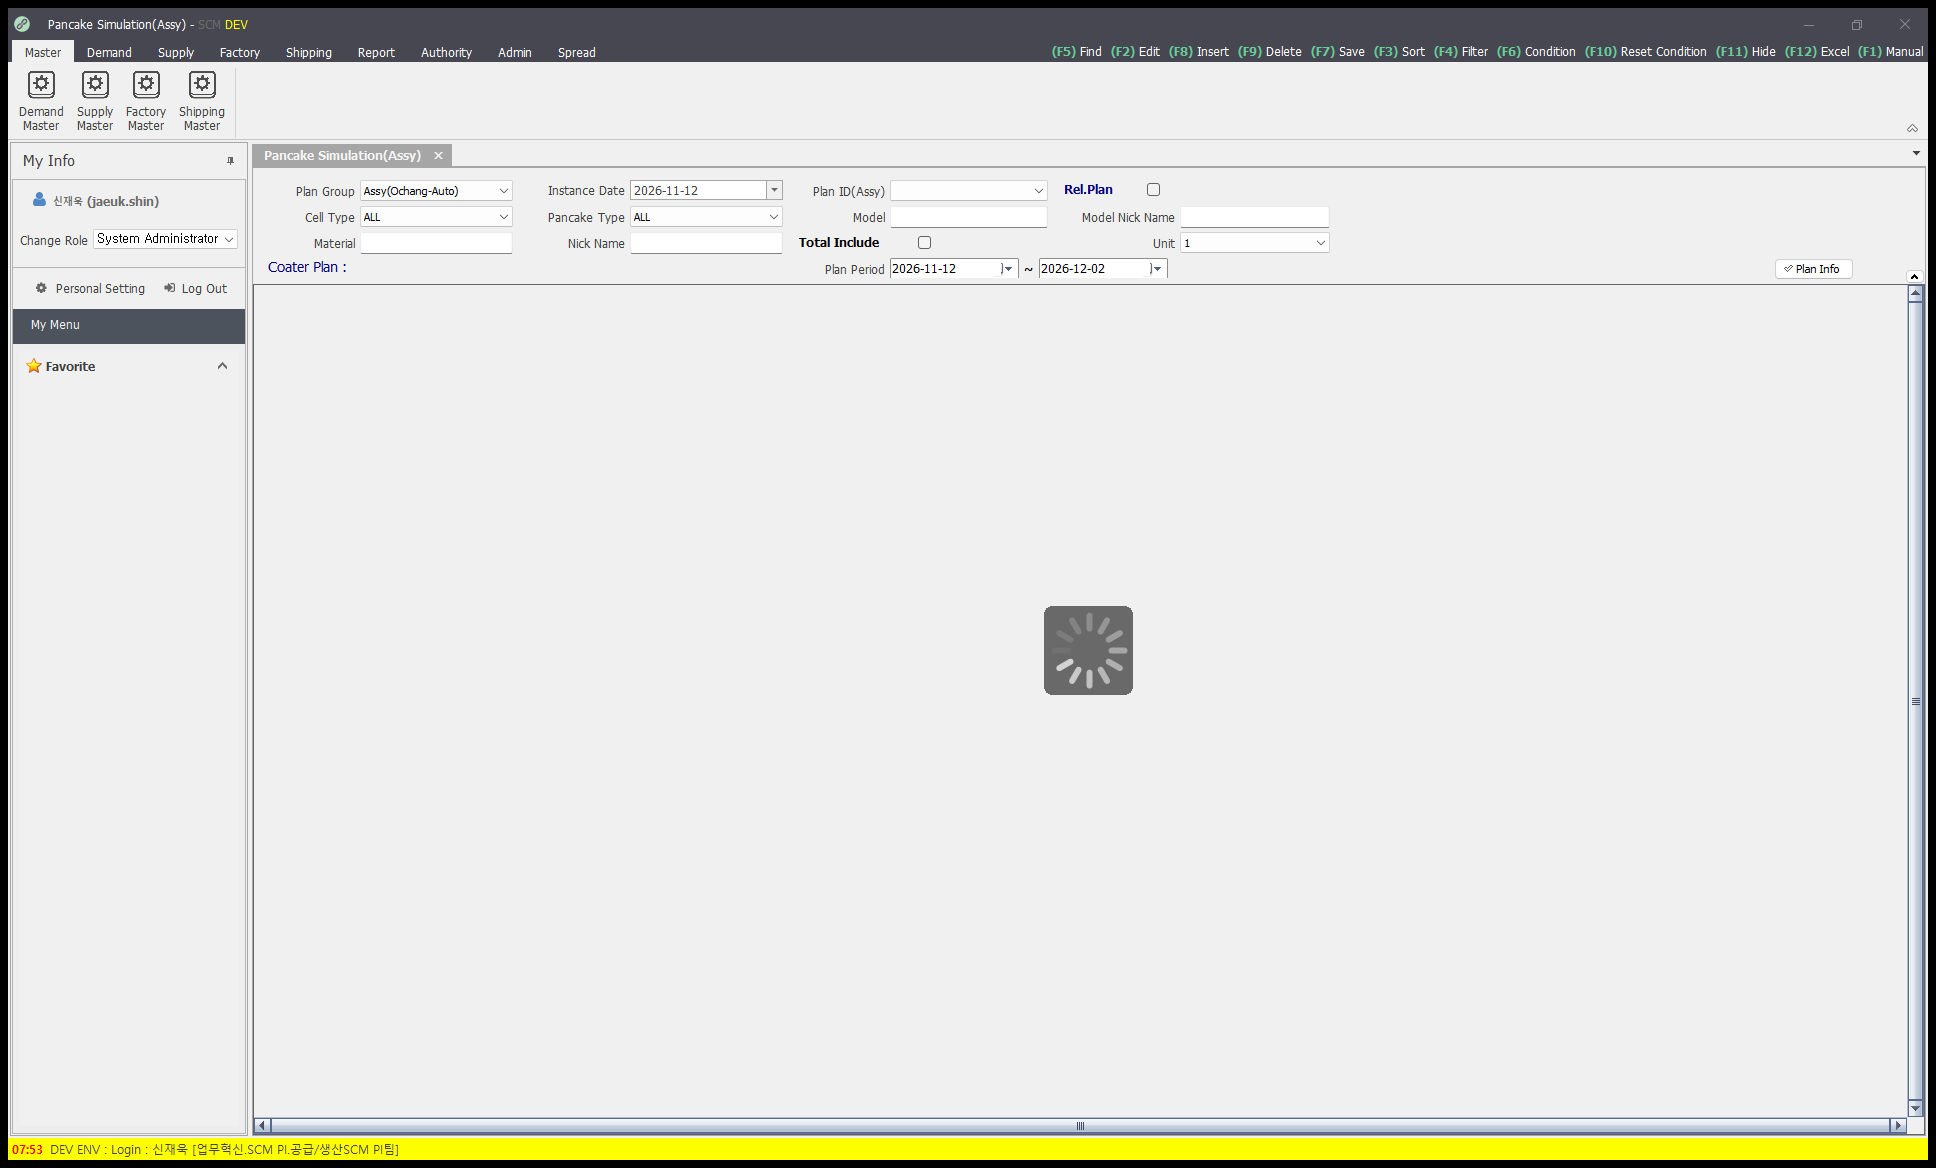 Pancake Simulation(Assy) - SCM DEV
Master Demand Supply Factory Shipping Report Authority Admin Spread
(F5) Find (F2) Edit (F8) Insert (F9) Delete (F7) Save (F3) Sort (F4) Filter (F6) Condition (F10) Reset Condition (F11) Hide (F12) Excel (F1) Manual
Demand Master
Supply Master
Factory Master
Shipping Master
My Info
신재욱 (jaeuk.shin)
Change Role System Administrator
Personal Setting Log Out
My Menu
Favorite
Pancake Simulation(Assy)
Plan Group Assy(Ochang-Auto) Instance Date 2026-11-12 Plan ID(Assy) Rel.Plan
Cell Type ALL Pancake Type ALL Model Model Nick Name
Material Nick Name Total Include Unit 1
Coater Plan : Plan Period 2026-11-12 ~ 2026-12-02 Plan Info
07:53 DEV ENV : Login : 신재욱 [업무혁신.SCM PI.공급/생산SCM PI팀]